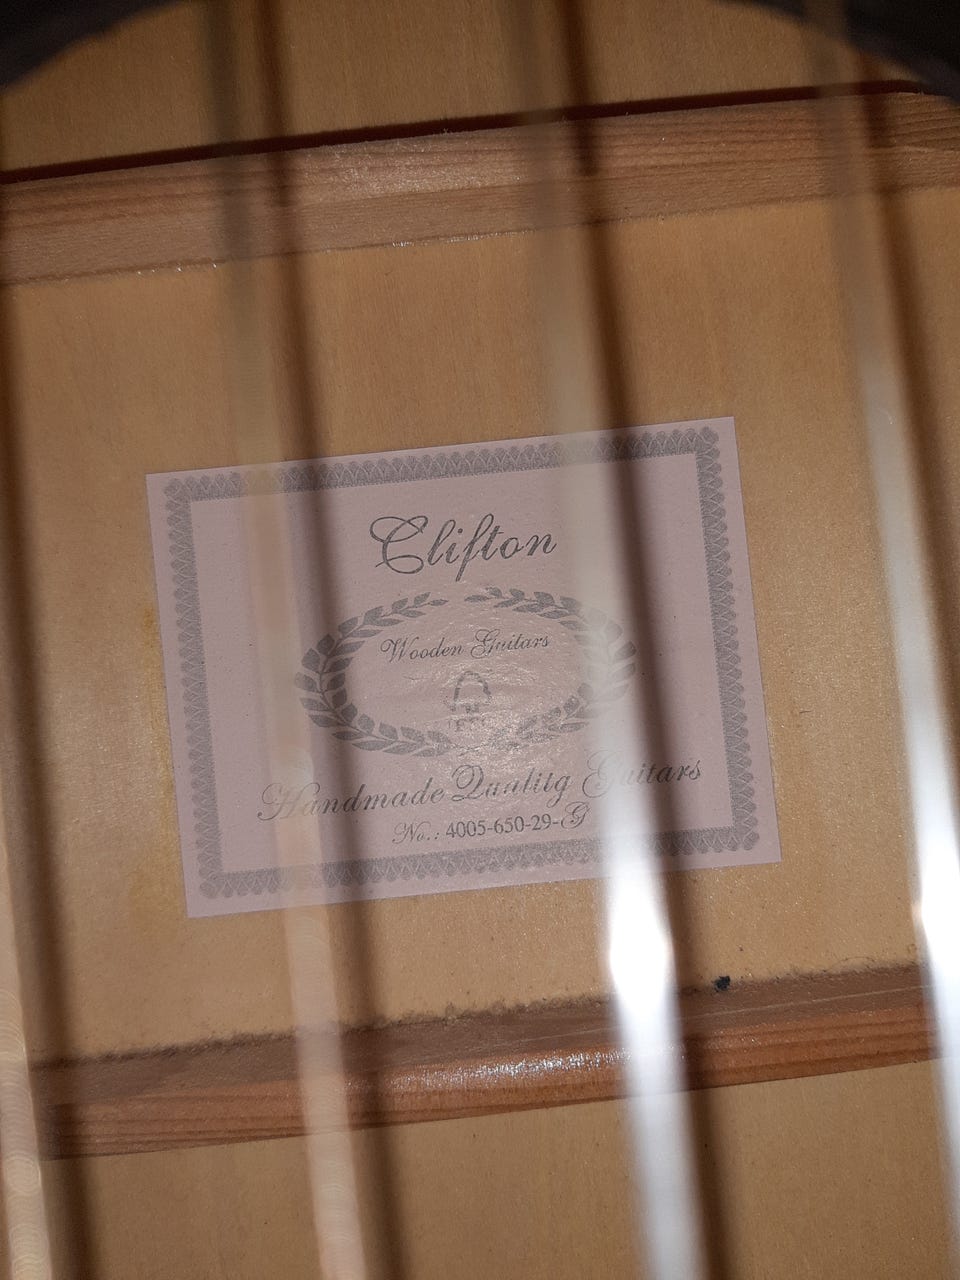 Clifton
Wooden Guitars
Handmade Qualitg Guitars
No.: 4005-650-29-G